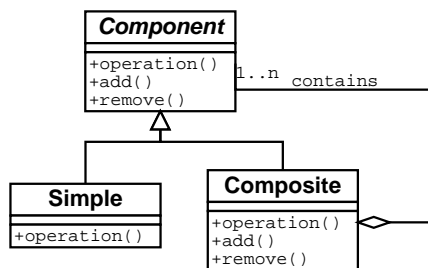 Component
+operation()
+add()
+remove()
1..n contains
Simple
+operation()
Composite
+operation()
+add()
+remove()